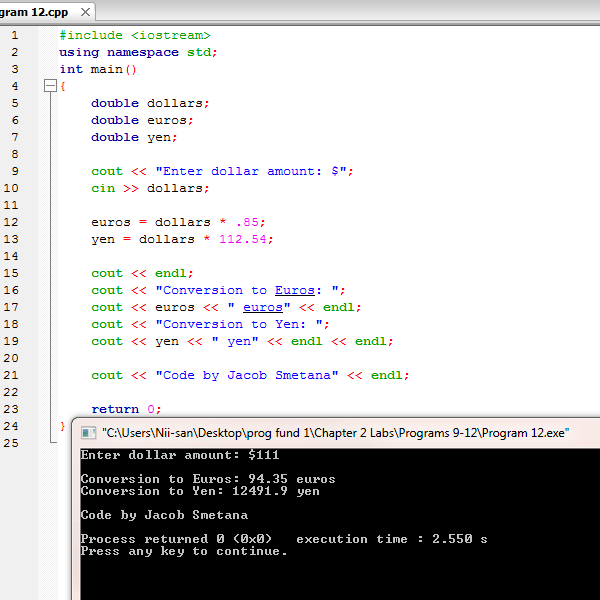 gram 12.cpp
1 #include <iostream>
2 using namespace std;
3 int main()
4 {
5 double dollars;
6 double euros;
7 double yen;
8
9 cout << "Enter dollar amount: $";
10 cin >> dollars;
11
12 euros = dollars * .85;
13 yen = dollars * 112.54;
14
15 cout << endl;
16 cout << "Conversion to Euros: ";
17 cout << euros << " euros" << endl;
18 cout << "Conversion to Yen: ";
19 cout << yen << " yen" << endl << endl;
20
21 cout << "Code by Jacob Smetana" << endl;
22
23 return 0;
24 }
25
"C:\Users\Nii-san\Desktop\prog fund 1\Chapter 2 Labs\Programs 9-12\Program 12.exe"
Enter dollar amount: $111
Conversion to Euros: 94.35 euros
Conversion to Yen: 12491.9 yen
Code by Jacob Smetana
Process returned 0 (0x0)   execution time : 2.550 s
Press any key to continue.